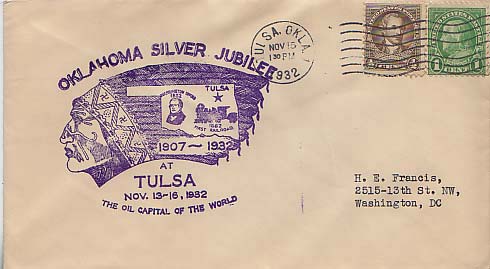 OKLAHOMA SILVER JUBILEE
TULSA
1907~1932
AT
TULSA
NOV. 13-16, 1932
THE OIL CAPITAL OF THE WORLD
TULSA, OKLA.
NOV 15
130 PM
1932
H. E. Francis,
2515-13th St. NW,
Washington, DC